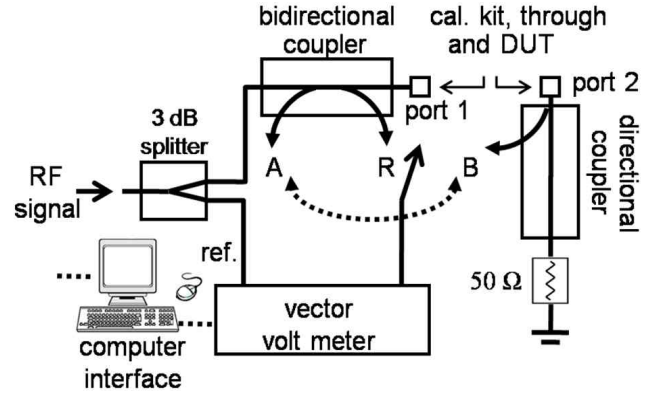 bidirectional
coupler
cal. kit, through
and DUT
port 1
port 2
3 dB
splitter
A
R
B
directional
coupler
RF
signal
ref.
50 Ω
vector
volt meter
computer
interface